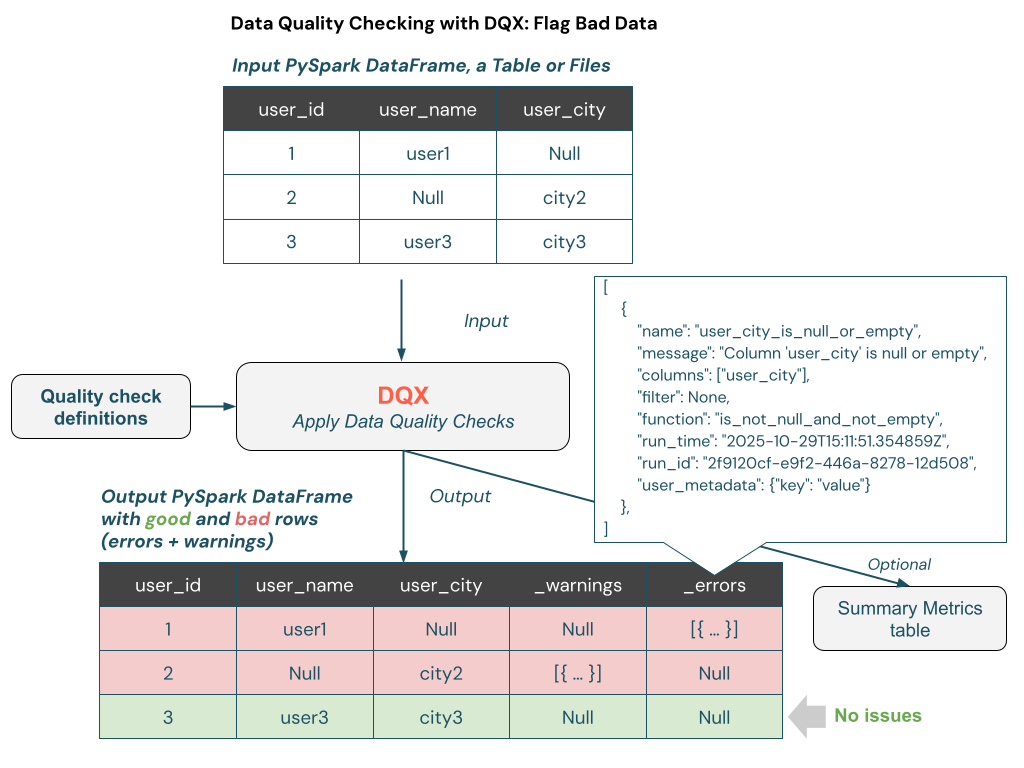 Data Quality Checking with DQX: Flag Bad Data
Input PySpark DataFrame, a Table or Files
user_id user_name user_city
1 user1 Null
2 Null city2
3 user3 city3
Input
Quality check
definitions
DQX
Apply Data Quality Checks
[
{
"name": "user_city_is_null_or_empty",
"message": "Column 'user_city' is null or empty",
"columns": ["user_city"],
"filter": None,
"function": "is_not_null_and_not_empty",
"run_time": "2025-10-29T15:11:51.354859Z",
"run_id": "2f9120cf-e9f2-446a-8278-12d508",
"user_metadata": {"key": "value"}
},
]
Output
Output PySpark DataFrame
with good and bad rows
(errors + warnings)
Optional
Summary Metrics
table
user_id user_name user_city _warnings _errors
1 user1 Null Null [{ ... }]
2 Null city2 [{ ... }] Null
3 user3 city3 Null Null
No issues